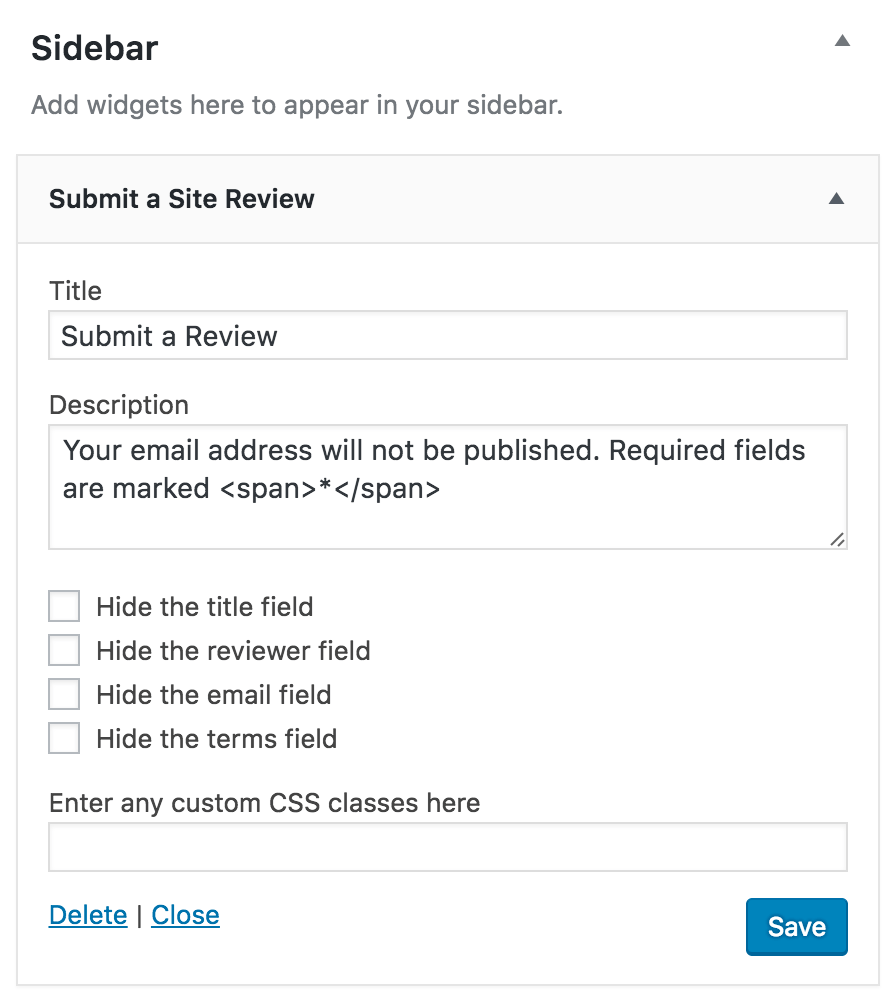 Sidebar
Add widgets here to appear in your sidebar.
Submit a Site Review
Title
Submit a Review
Description
Your email address will not be published. Required fields
are marked <span>*</span>
Hide the title field
Hide the reviewer field
Hide the email field
Hide the terms field
Enter any custom CSS classes here
Delete | Close
Save